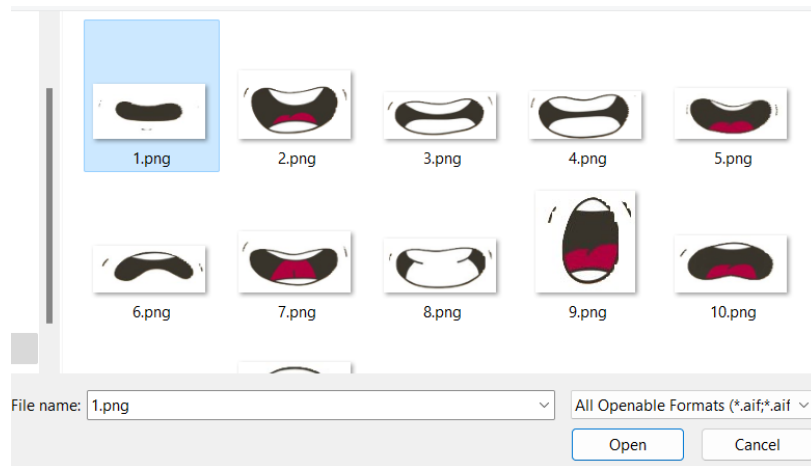 1.png
2.png
3.png
4.png
5.png
6.png
7.png
8.png
9.png
10.png
File name: 1.png
All Openable Formats (*.aif;*.aif
Open
Cancel